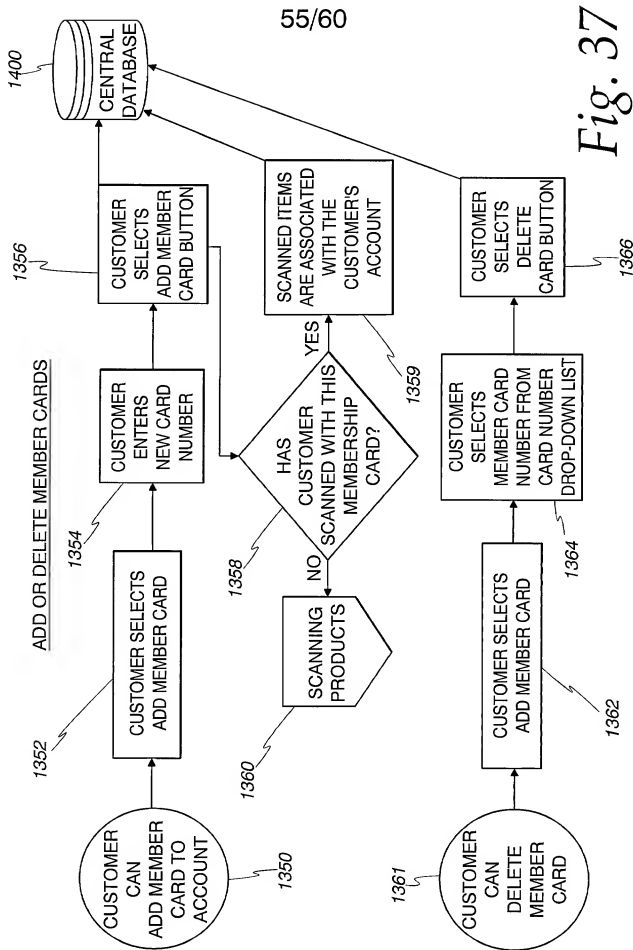 55/60
ADD OR DELETE MEMBER CARDS
CUSTOMER
CAN
ADD MEMBER
CARD TO
ACCOUNT
1350
CUSTOMER SELECTS
ADD MEMBER CARD
1352
CUSTOMER
ENTERS
NEW CARD
NUMBER
1354
CUSTOMER
SELECTS
ADD MEMBER
CARD BUTTON
1356
CENTRAL
DATABASE
1400
HAS
CUSTOMER
SCANNED WITH THIS
MEMBERSHIP
CARD?
1358
YES
SCANNED ITEMS
ARE ASSOCIATED
WITH THE
CUSTOMER'S
ACCOUNT
1359
NO
SCANNING
PRODUCTS
1360
CUSTOMER
CAN
DELETE
MEMBER
CARD
1361
CUSTOMER SELECTS
ADD MEMBER CARD
1362
CUSTOMER
SELECTS
MEMBER CARD
NUMBER FROM
CARD NUMBER
DROP-DOWN LIST
1364
CUSTOMER
SELECTS
DELETE
CARD BUTTON
1366
Fig. 37